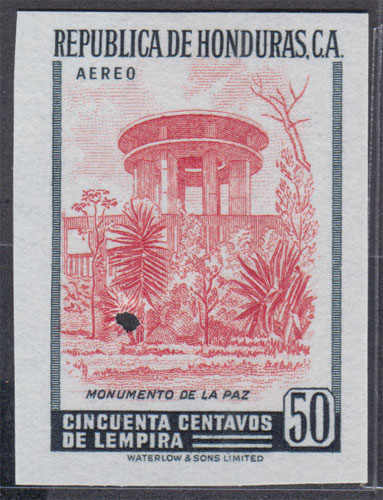 REPUBLICA DE HONDURAS, C.A.
AEREO
MONUMENTO DE LA PAZ
CINCUENTA CENTAVOS
DE LEMPIRA
50
WATERLOW & SONS LIMITED